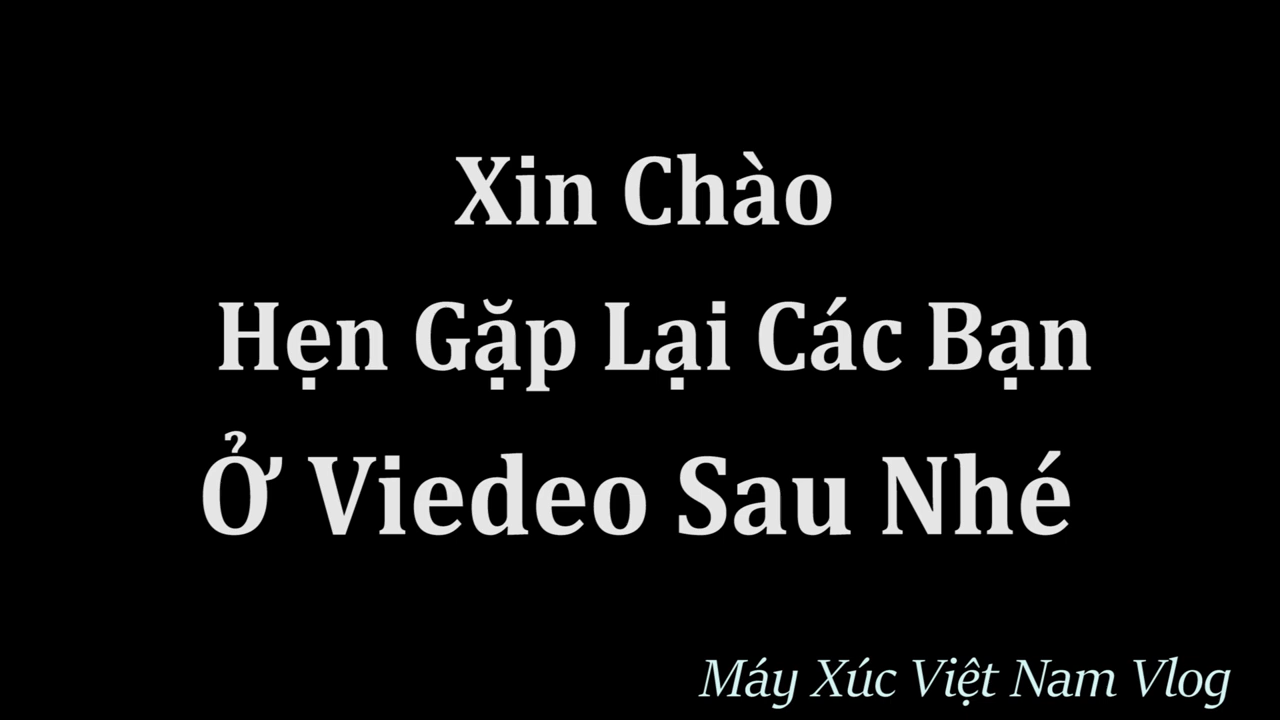 Xin Chào
Hẹn Gặp Lại Các Bạn
Ở Viedeo Sau Nhé
Máy Xúc Việt Nam Vlog